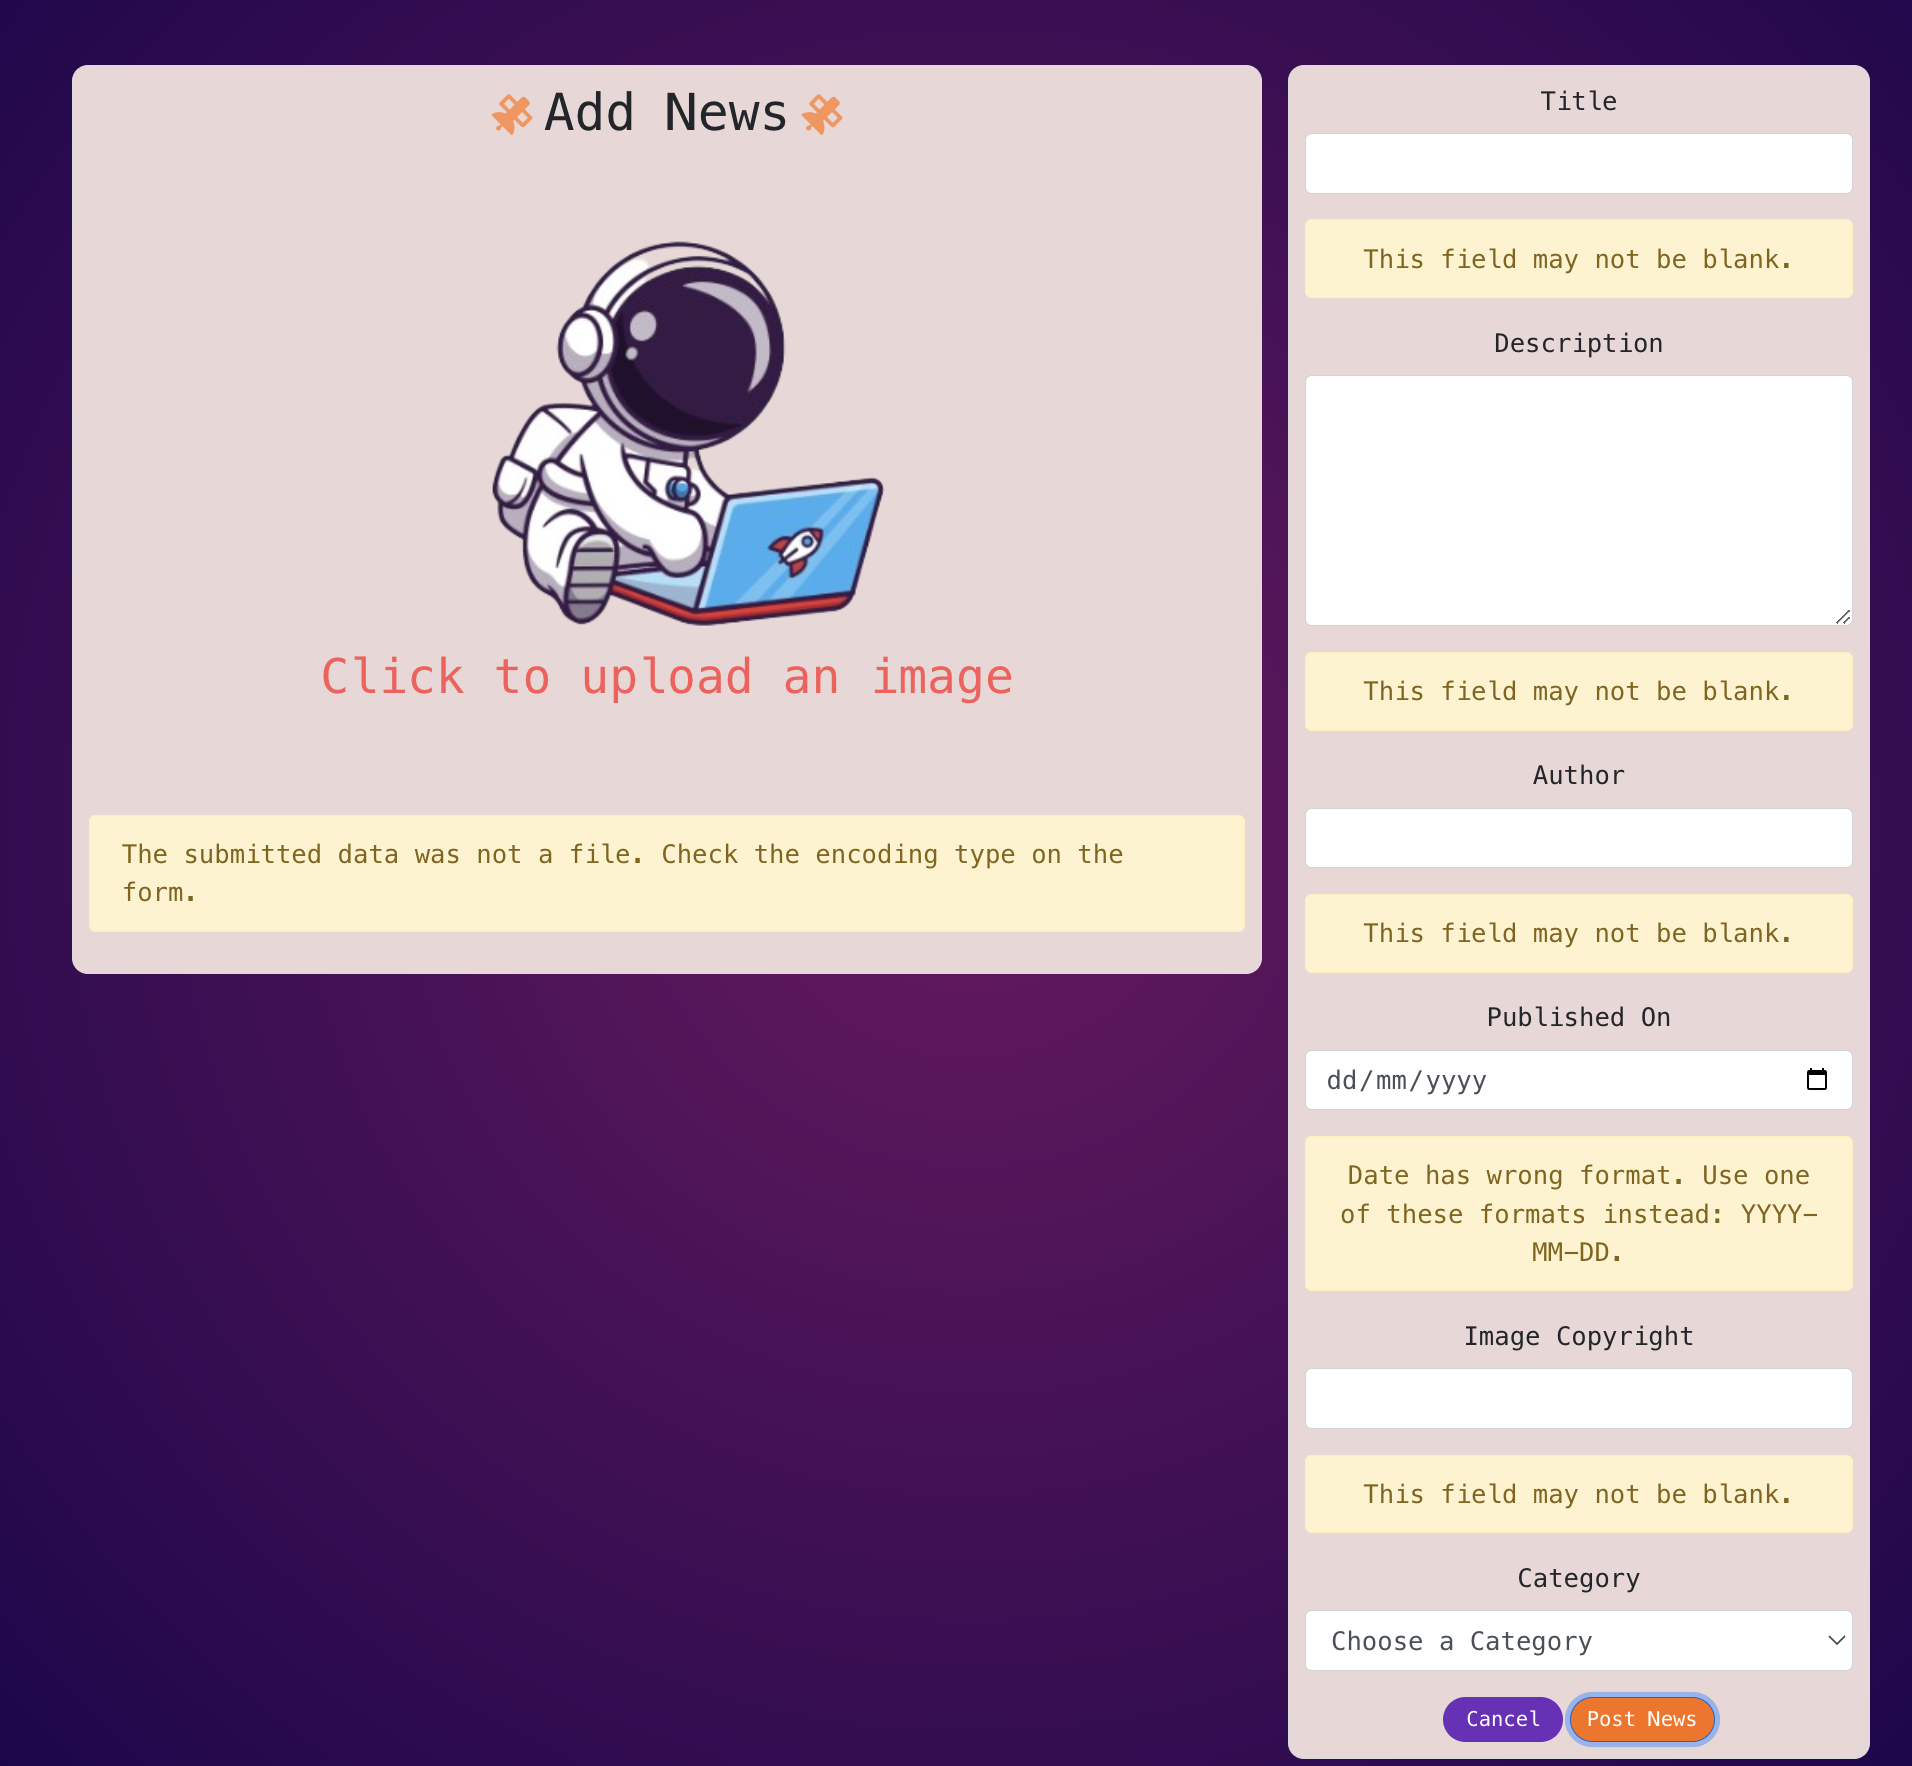 Add News
Click to upload an image
The submitted data was not a file. Check the encoding type on the
form.
Title
This field may not be blank.
Description
This field may not be blank.
Author
This field may not be blank.
Published On
dd/mm/yyyy
Date has wrong format. Use one
of these formats instead: YYYY-
MM-DD.
Image Copyright
This field may not be blank.
Category
Choose a Category
Cancel
Post News